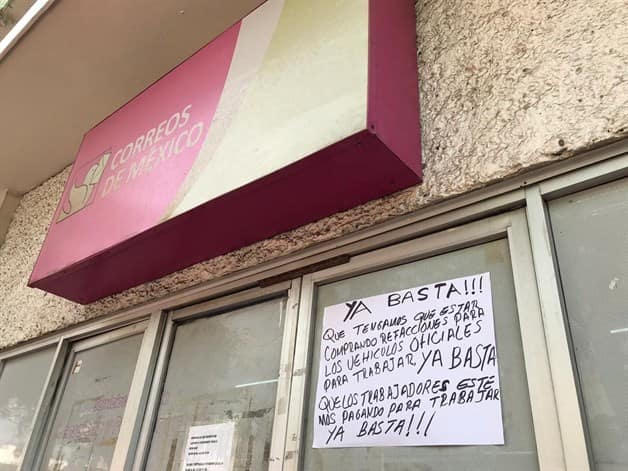 CORREOS
DE MÉXICO
YA BASTA!!!
QUE TENGAMOS QUE ESTAR
COMPRANDO REFACCIONES PARA
LOS VEHICULOS OFICIALES
PARA TRABAJAR YA BASTA
QUE LOS TRABAJADORES ESTE
MOS PAGANDO PARA TRABAJAR
YA BASTA!!!